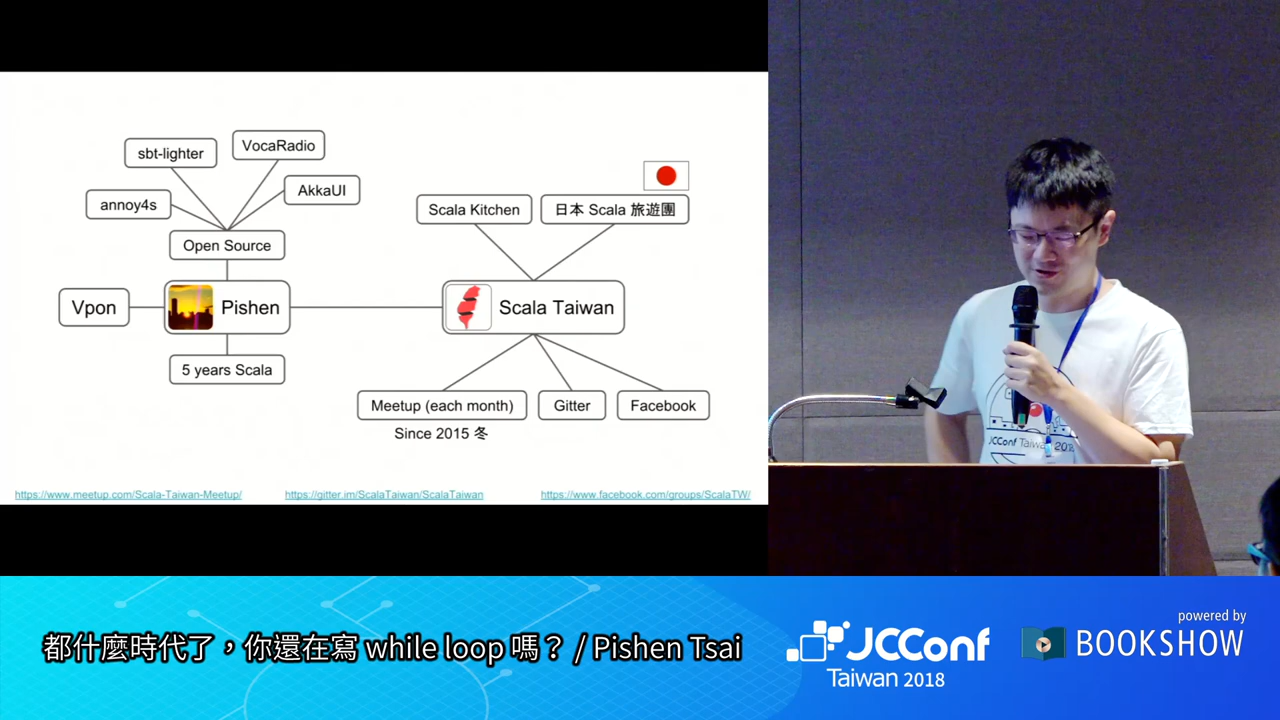 sbt-lighter
VocaRadio
annoy4s
AkkaUI
Open Source
Vpon
Pishen
5 years Scala
Scala Kitchen
日本 Scala 旅遊團
Scala Taiwan
Meetup (each month)
Gitter
Facebook
Since 2015 冬
https://www.meetup.com/Scala-Taiwan-Meetup/
https://gitter.im/ScalaTaiwan/ScalaTaiwan
https://www.facebook.com/groups/ScalaTW/
JCConf Taiwan 2018
都什麼時代了，你還在寫 while loop 嗎？ / Pishen Tsai
JCConf
Taiwan 2018
powered by
BOOKSHOW